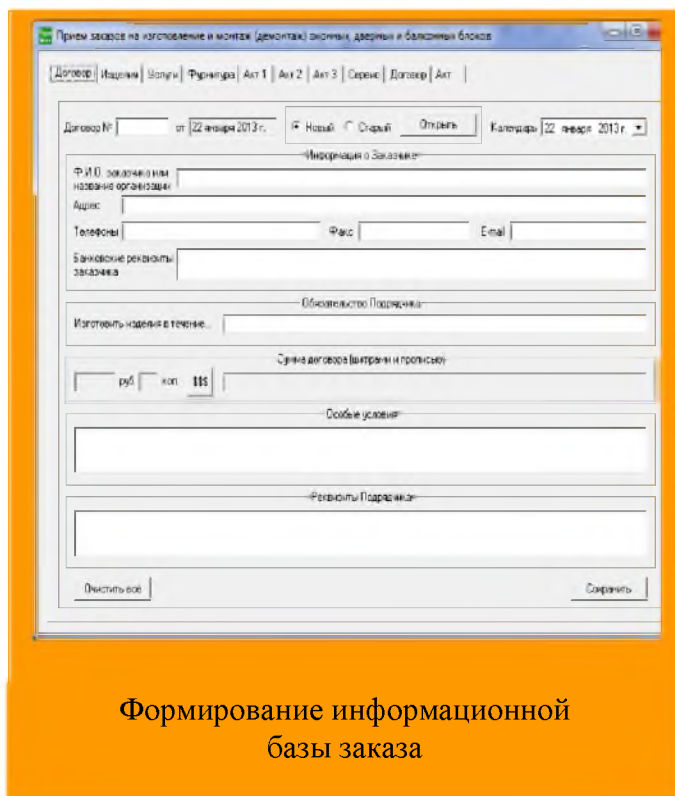 Прием заказов на изготовление и монтаж (демонтаж) оконных, дверных и балконных блоков
Договор Изделия Услуги Фурнитура Акт 1 Акт 2 Акт 3 Сервис Договор Акт
Договор № от 22 января 2013 г. Новый Старый Открыть Календарь 22 января 2013 г.
Информация о Заказчике
Ф.И.О. заказчика или
название организации
Адрес
Телефоны Факс E-mail
Банковские реквизиты
заказчика
Обязательство Подрядчика
Изготовить изделия в течение...
Сумма договора (цифрами и прописью)
руб. коп. $$$
Особые условия
Реквизиты Подрядчика
Очистить всё Сохранить
Формирование информационной
базы заказа